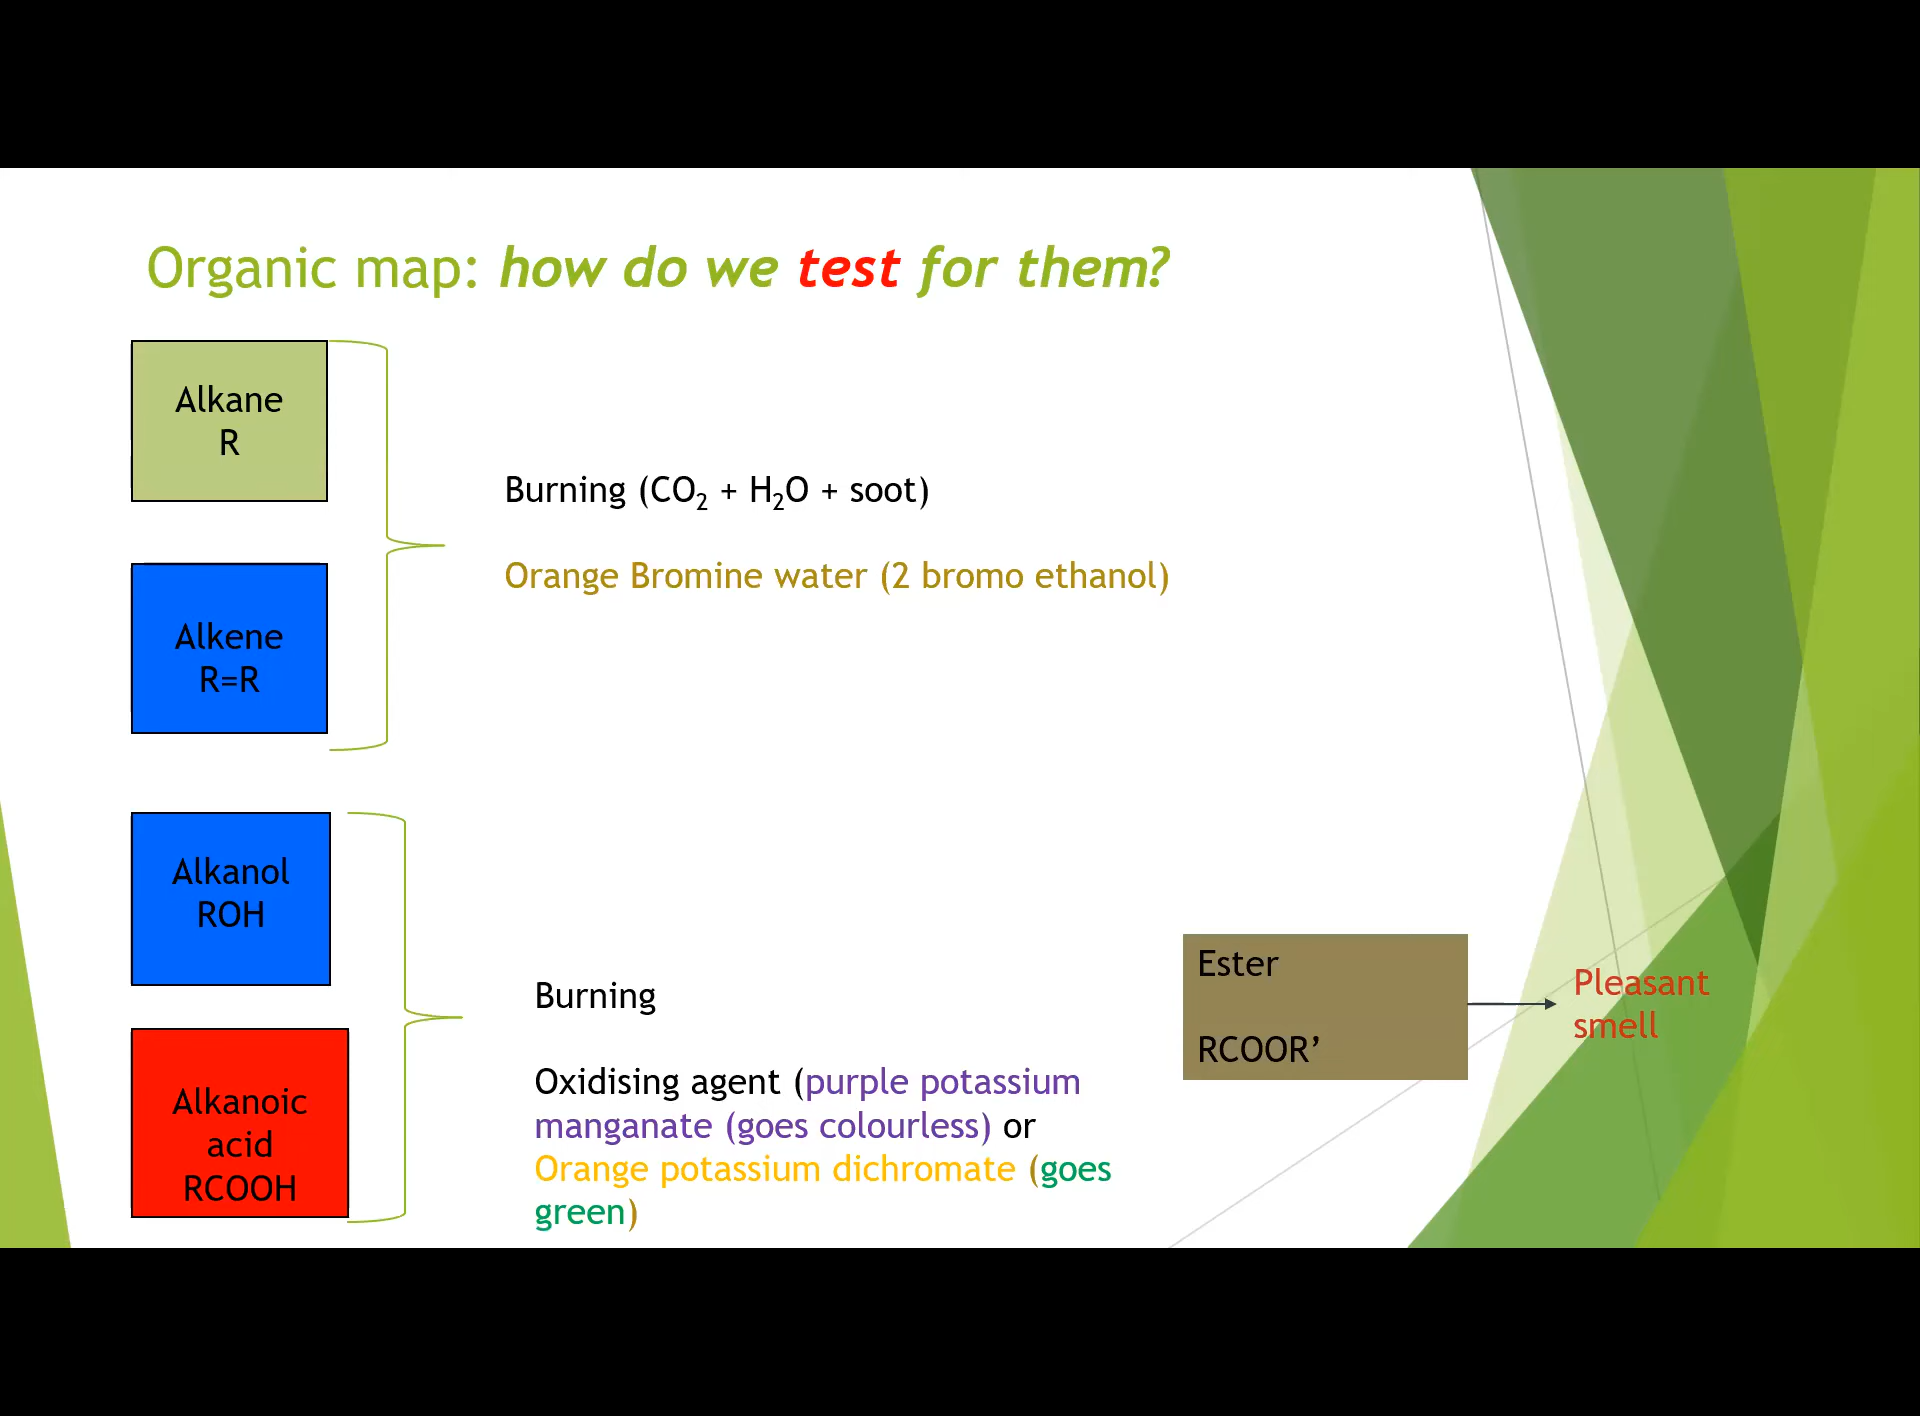 Organic map: how do we test for them?
Alkane
R
Burning (CO₂ + H₂O + soot)
Orange Bromine water (2 bromo ethanol)
Alkene
R=R
Alkanol
ROH
Alkanoic
acid
RCOOH
Burning
Oxidising agent (purple potassium
manganate (goes colourless) or
Orange potassium dichromate (goes
green)
Ester
RCOOR’
Pleasant
smell